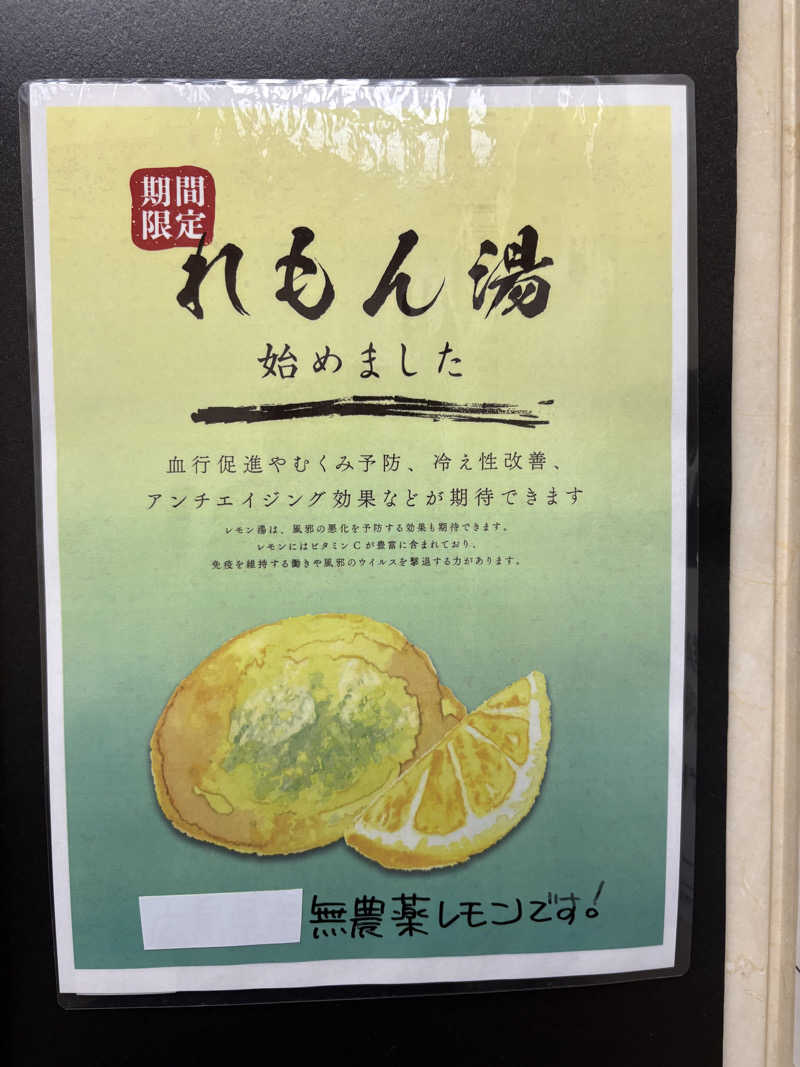 期間
限定
れもん湯
始めました
血行促進やむくみ予防、冷え性改善、
アンチエイジング効果などが期待できます
レモン湯は、風邪の悪化を予防する効果も期待できます。
レモンにはビタミンCが豊富に含まれており、
免疫を維持する働きや風邪のウイルスを撃退する力があります。
無農薬レモンです!